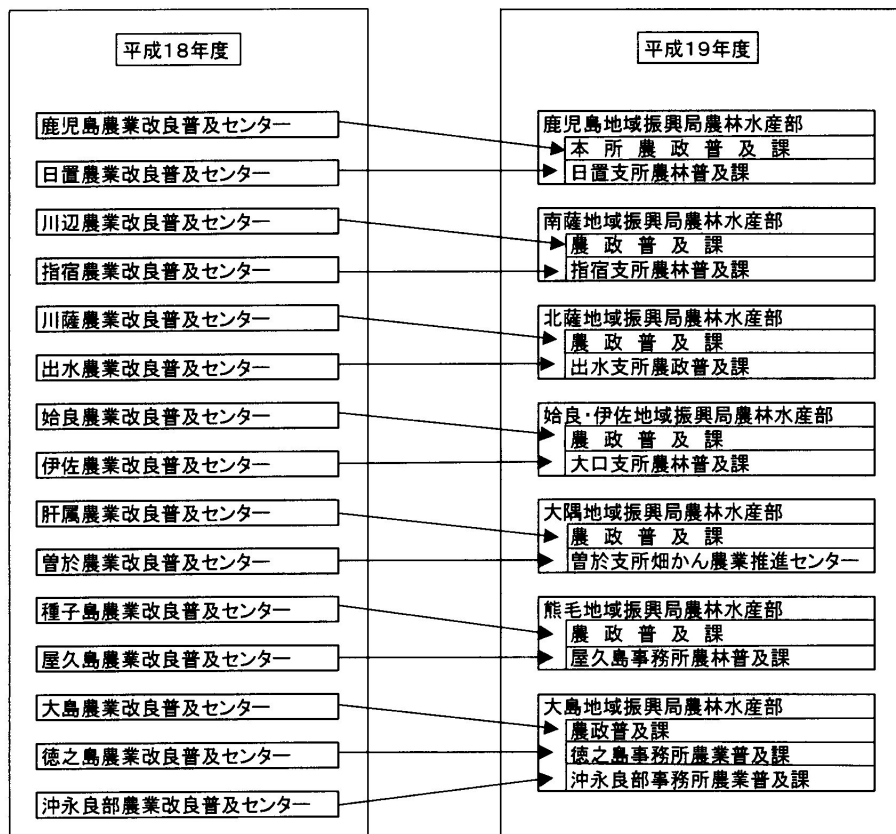 平成18年度
鹿児島農業改良普及センター
日置農業改良普及センター
川辺農業改良普及センター
指宿農業改良普及センター
川薩農業改良普及センター
出水農業改良普及センター
姶良農業改良普及センター
伊佐農業改良普及センター
肝属農業改良普及センター
曽於農業改良普及センター
種子島農業改良普及センター
屋久島農業改良普及センター
大島農業改良普及センター
徳之島農業改良普及センター
沖永良部農業改良普及センター
平成19年度
鹿児島地域振興局農林水産部
本所農政普及課
日置支所農林普及課
南薩地域振興局農林水産部
農政普及課
指宿支所農林普及課
北薩地域振興局農林水産部
農政普及課
出水支所農政普及課
姶良・伊佐地域振興局農林水産部
農政普及課
大口支所農林普及課
大隅地域振興局農林水産部
農政普及課
曽於支所畑かん農業推進センター
熊毛地域振興局農林水産部
農政普及課
屋久島事務所農林普及課
大島地域振興局農林水産部
農政普及課
徳之島事務所農業普及課
沖永良部事務所農業普及課